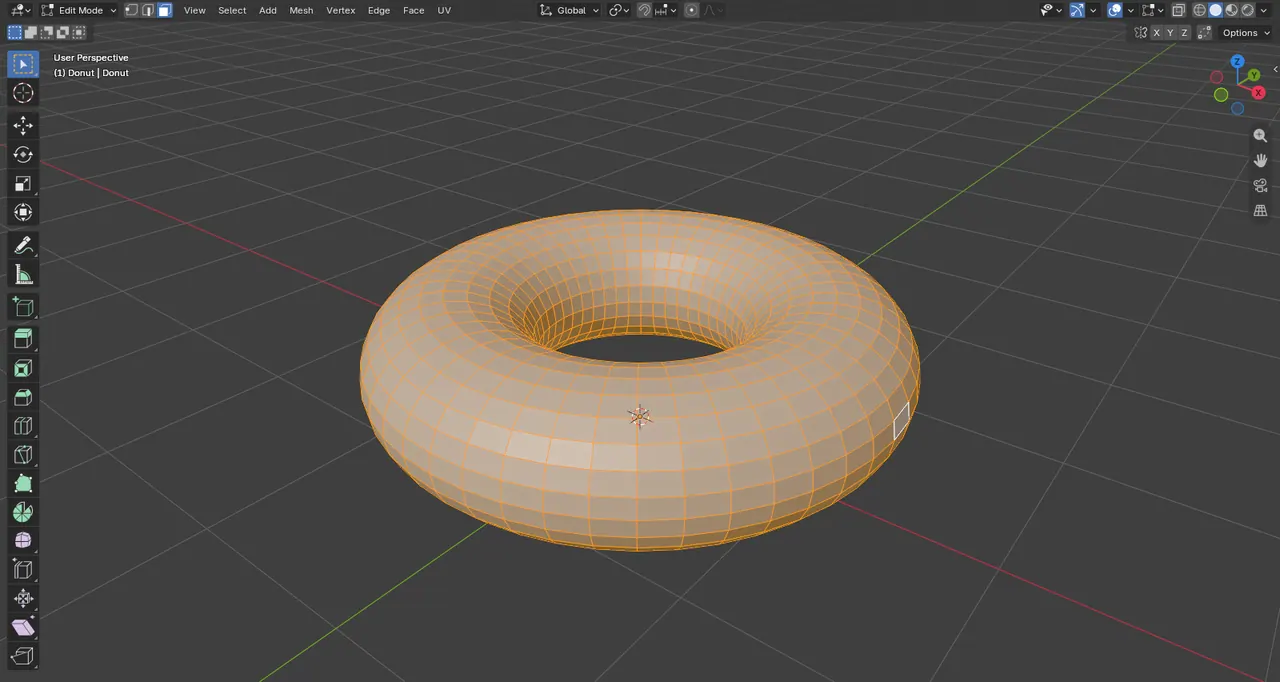 Edit Mode View Select Add Mesh Vertex Edge Face UV Global
X Y Z Options
User Perspective
(1) Donut | Donut
Z
Y
X